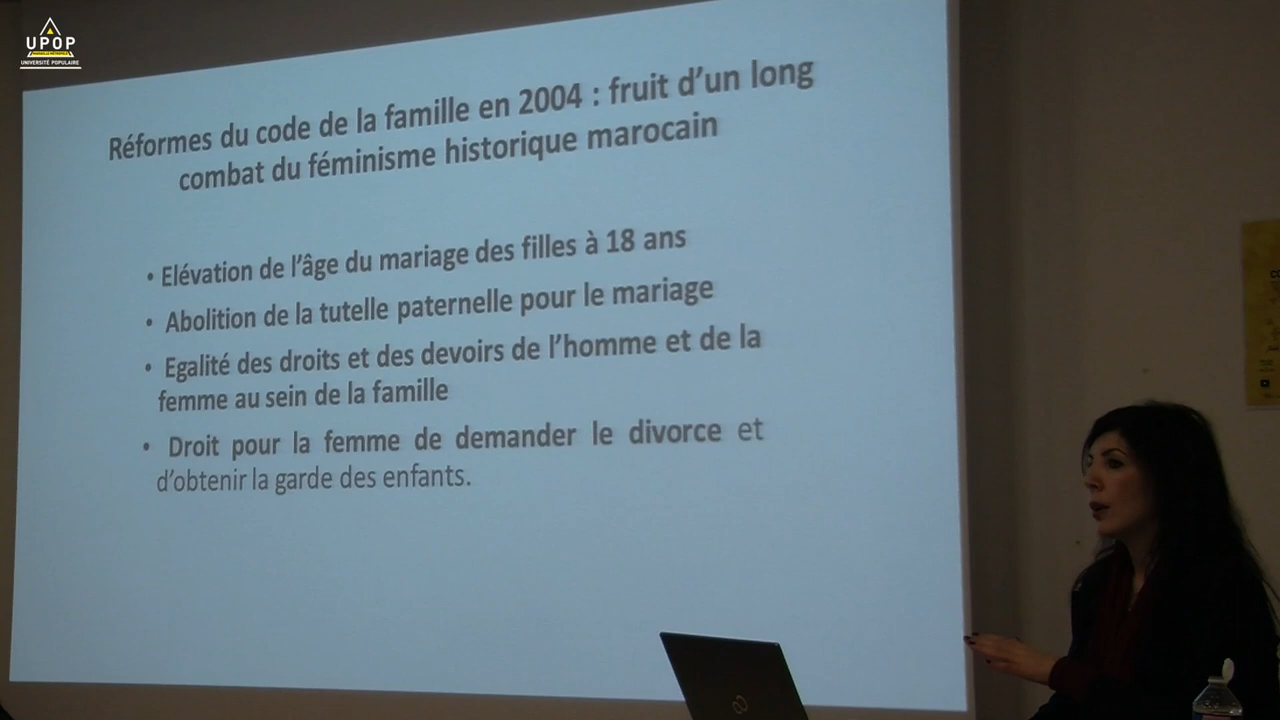 UPOP
UNIVERSITÉ POPULAIRE
Réformes du code de la famille en 2004 : fruit d'un long
combat du féminisme historique marocain
• Elévation de l'âge du mariage des filles à 18 ans
• Abolition de la tutelle paternelle pour le mariage
• Egalité des droits et des devoirs de l'homme et de la
femme au sein de la famille
• Droit pour la femme de demander le divorce et
d'obtenir la garde des enfants.